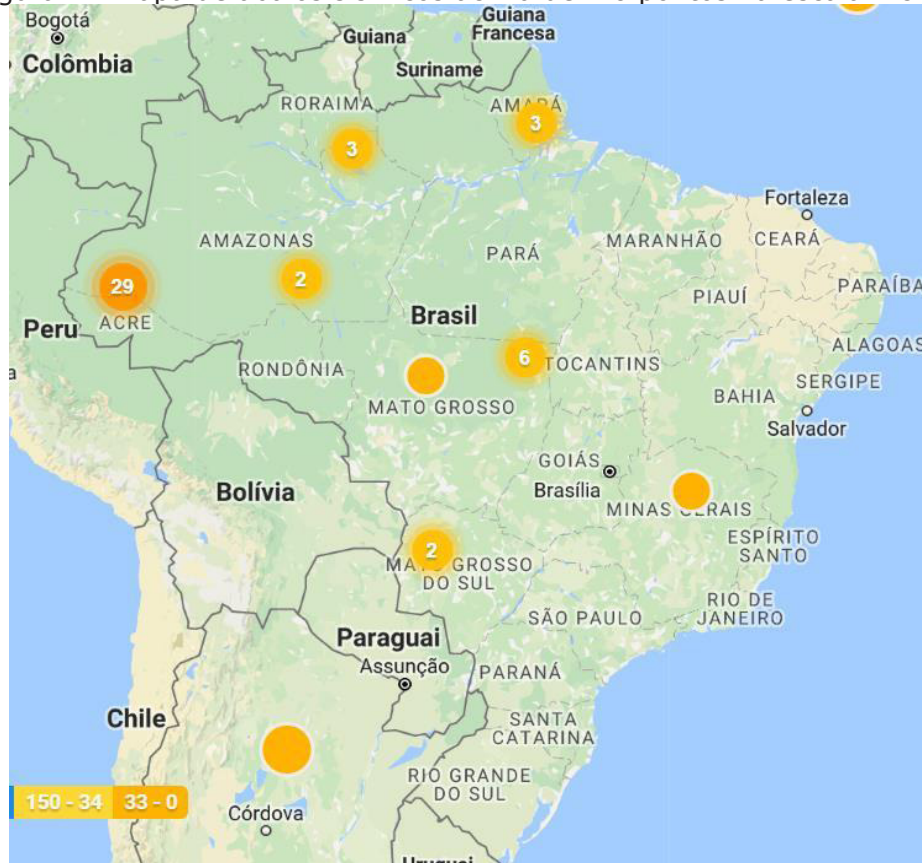 Bogotá
Colômbia
Guiana
Guiana
Francesa
Suriname
RORAIMA
AMAPÁ
3
3
Fortaleza
AMAZONAS
PARÁ
MARANHÃO
CEARÁ
29
2
PIAUÍ
PARAÍBA
Peru
ACRE
Brasil
ALAGOAS
6
RONDÔNIA
TOCANTINS
a
MATO GROSSO
BAHIA
SERGIPE
Salvador
GOIÁS
Brasília
Bolívia
MINAS GERAIS
ESPÍRITO
SANTO
2
MATO GROSSO
DO SUL
RIO DE
JANEIRO
SÃO PAULO
Paraguai
Assunção
PARANÁ
Chile
SANTA
CATARINA
RIO GRANDE
DO SUL
150 - 34
33 - 0
Córdova
Uruguai